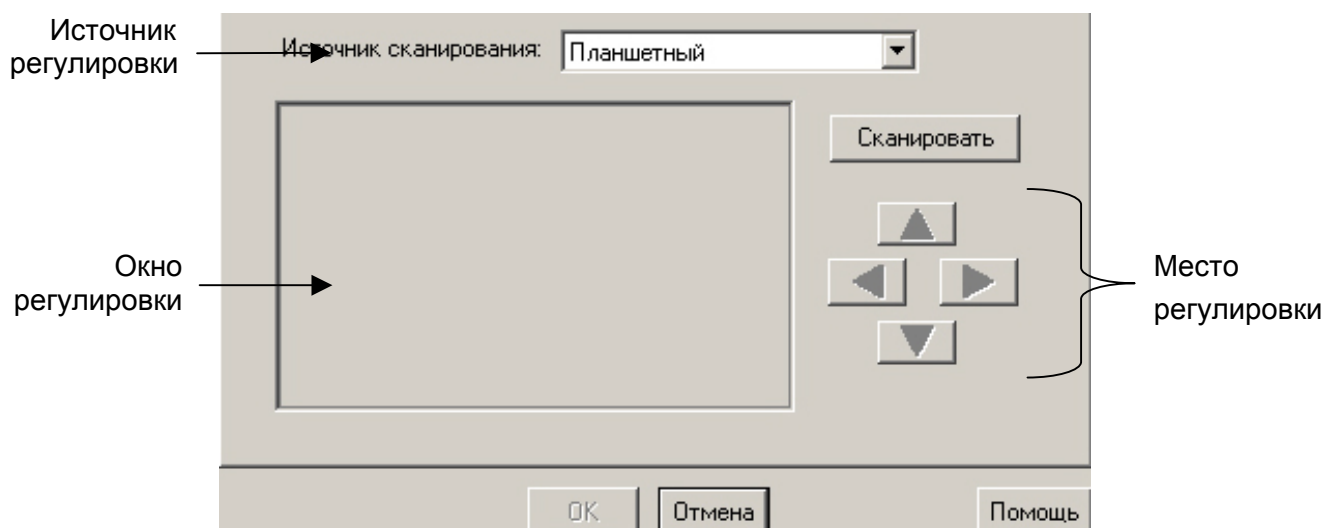 Источник
регулировки
Источник сканирования:
Планшетный
Сканировать
Окно
регулировки
Место
регулировки
OK
Отмена
Помощь